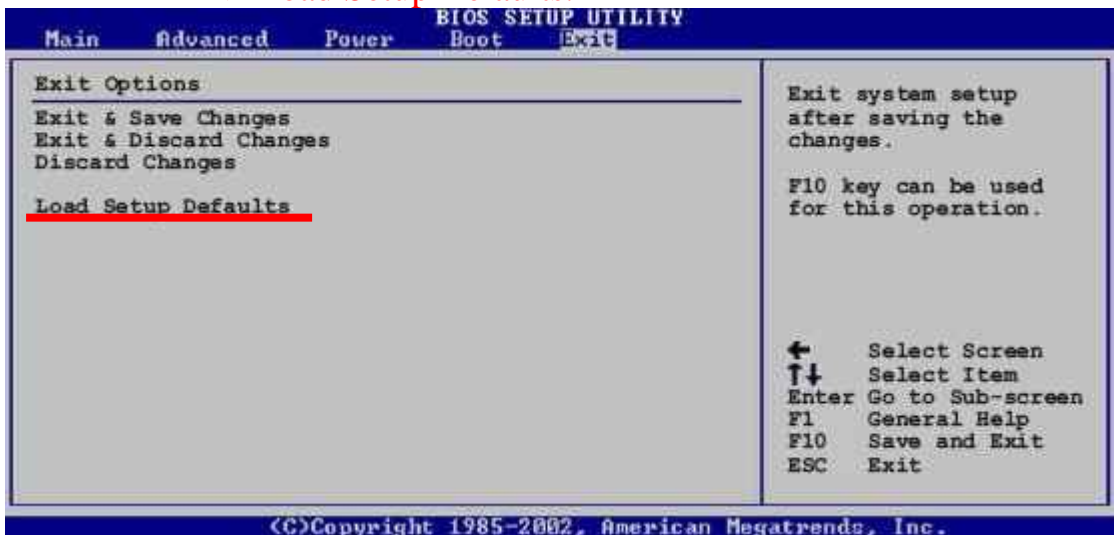 BIOS SETUP UTILITY
Main Advanced Power Boot Exit
Exit Options
Exit & Save Changes
Exit & Discard Changes
Discard Changes
Load Setup Defaults
Exit system setup
after saving the
changes.
F10 key can be used
for this operation.
← Select Screen
↑↓ Select Item
Enter Go to Sub-screen
F1 General Help
F10 Save and Exit
ESC Exit
(C)Copyright 1985-2002, American Megatrends, Inc.